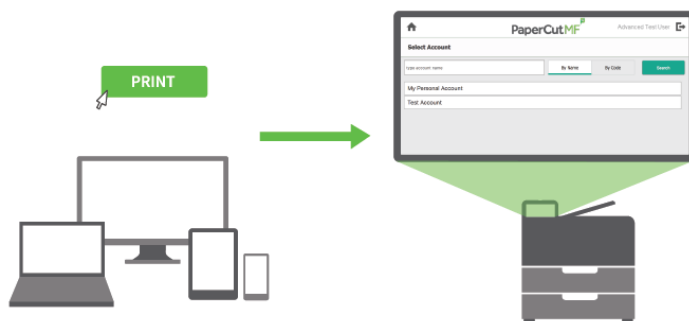 PRINT
PaperCutMF
Advanced Test User
Select Account
type account name
By Name
By Code
Search
My Personal Account
Test Account